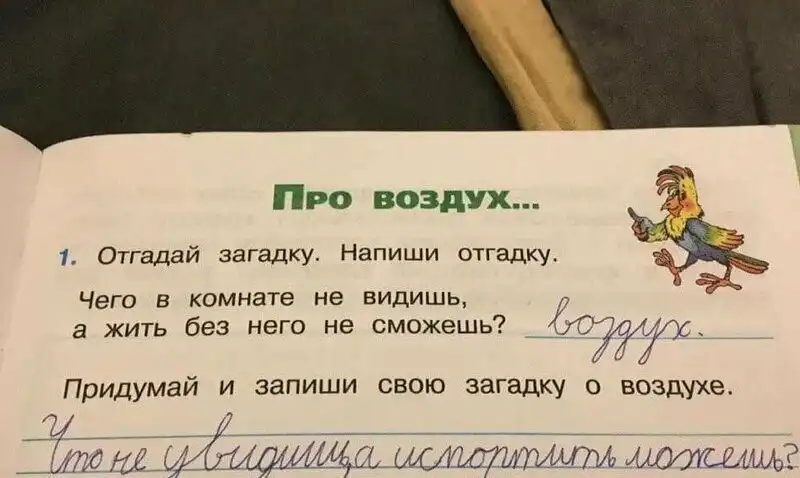 Про воздух...
1. Отгадай загадку. Напиши отгадку.
Чего в комнате не видишь,
а жить без него не сможешь? воздух.
Придумай и запиши свою загадку о воздухе.
Что не увидишь,а испортить можешь?